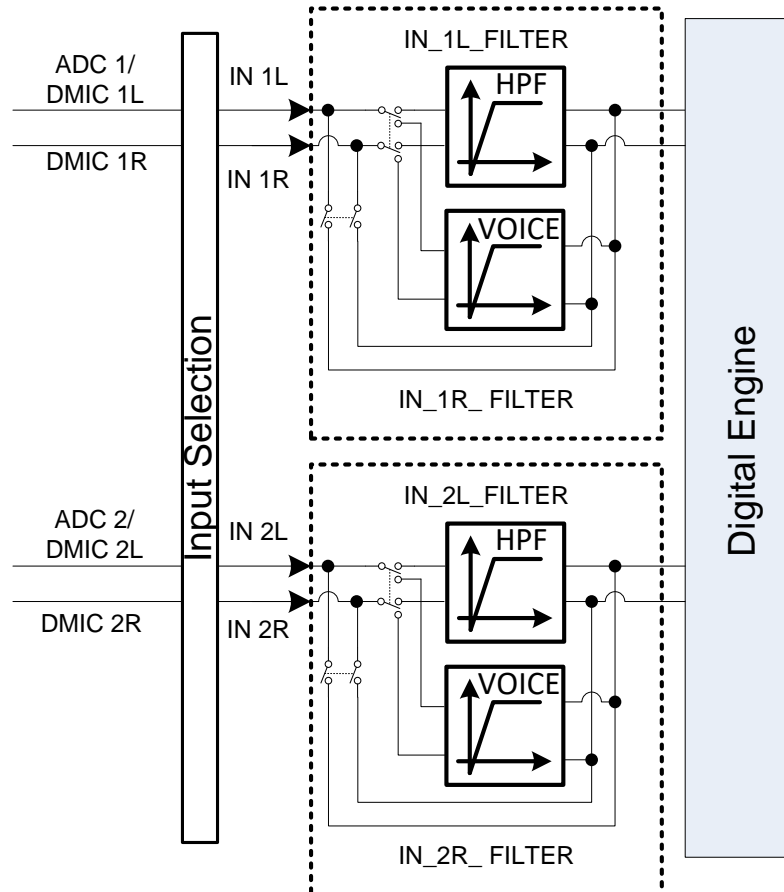 IN_1L_FILTER
ADC 1/
DMIC 1L
IN 1L
HPF
DMIC 1R
IN 1R
VOICE
IN_1R_ FILTER
Input Selection
Digital Engine
IN_2L_FILTER
ADC 2/
DMIC 2L
IN 2L
HPF
DMIC 2R
IN 2R
VOICE
IN_2R_ FILTER